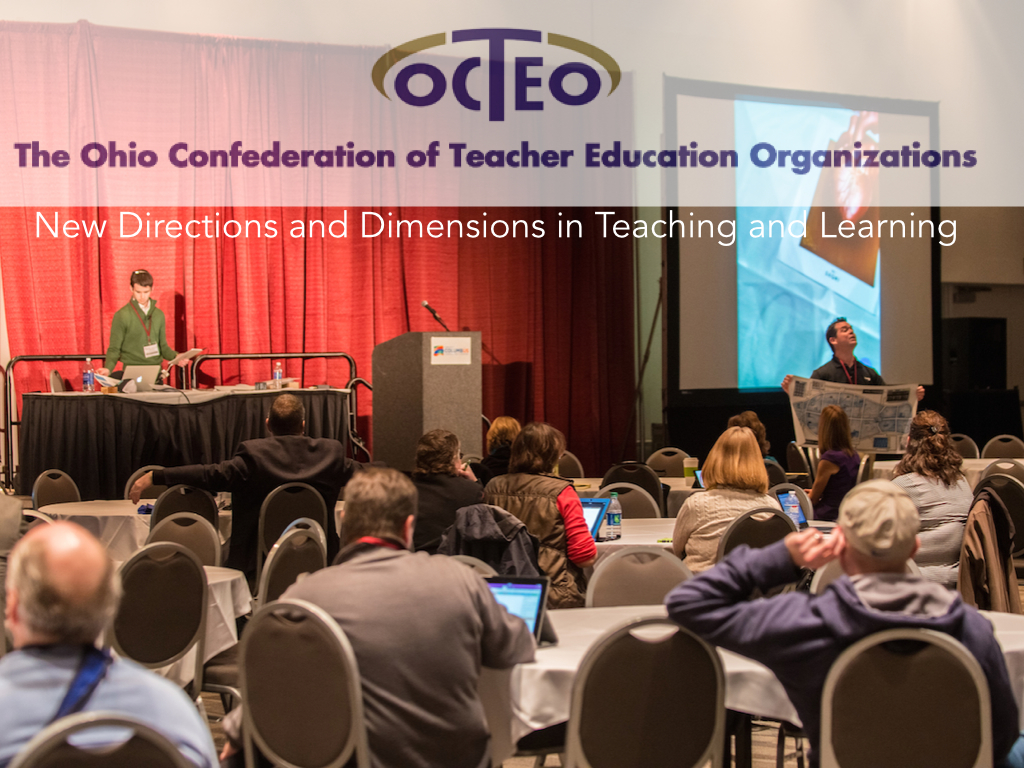 OCTEO
The Ohio Confederation of Teacher Education Organizations
New Directions and Dimensions in Teaching and Learning